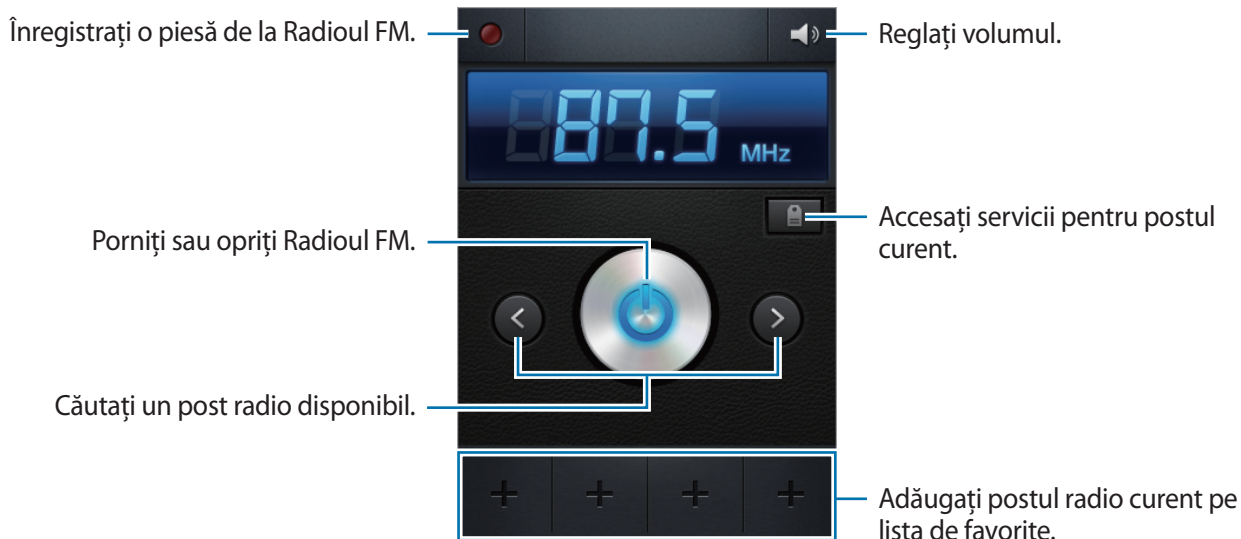 Înregistrați o piesă de la Radioul FM.
Reglați volumul.
87.5 MHz
Accesați servicii pentru postul
curent.
Porniți sau opriți Radioul FM.
Căutați un post radio disponibil.
Adăugați postul radio curent pe
lista de favorite.